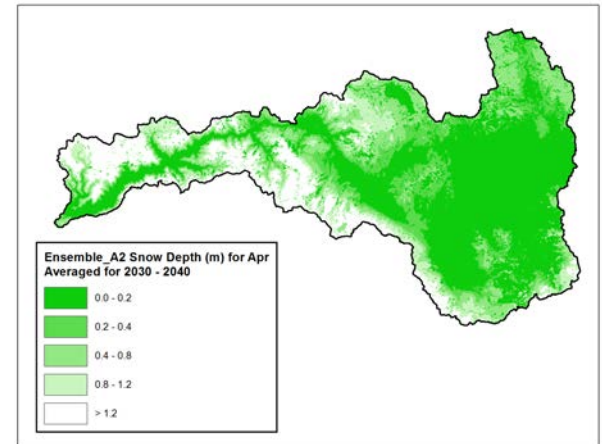 Ensemble_A2 Snow Depth (m) for Apr
Averaged for 2030 - 2040
0.0 - 0.2
0.2 - 0.4
0.4 - 0.8
0.8 - 1.2
> 1.2